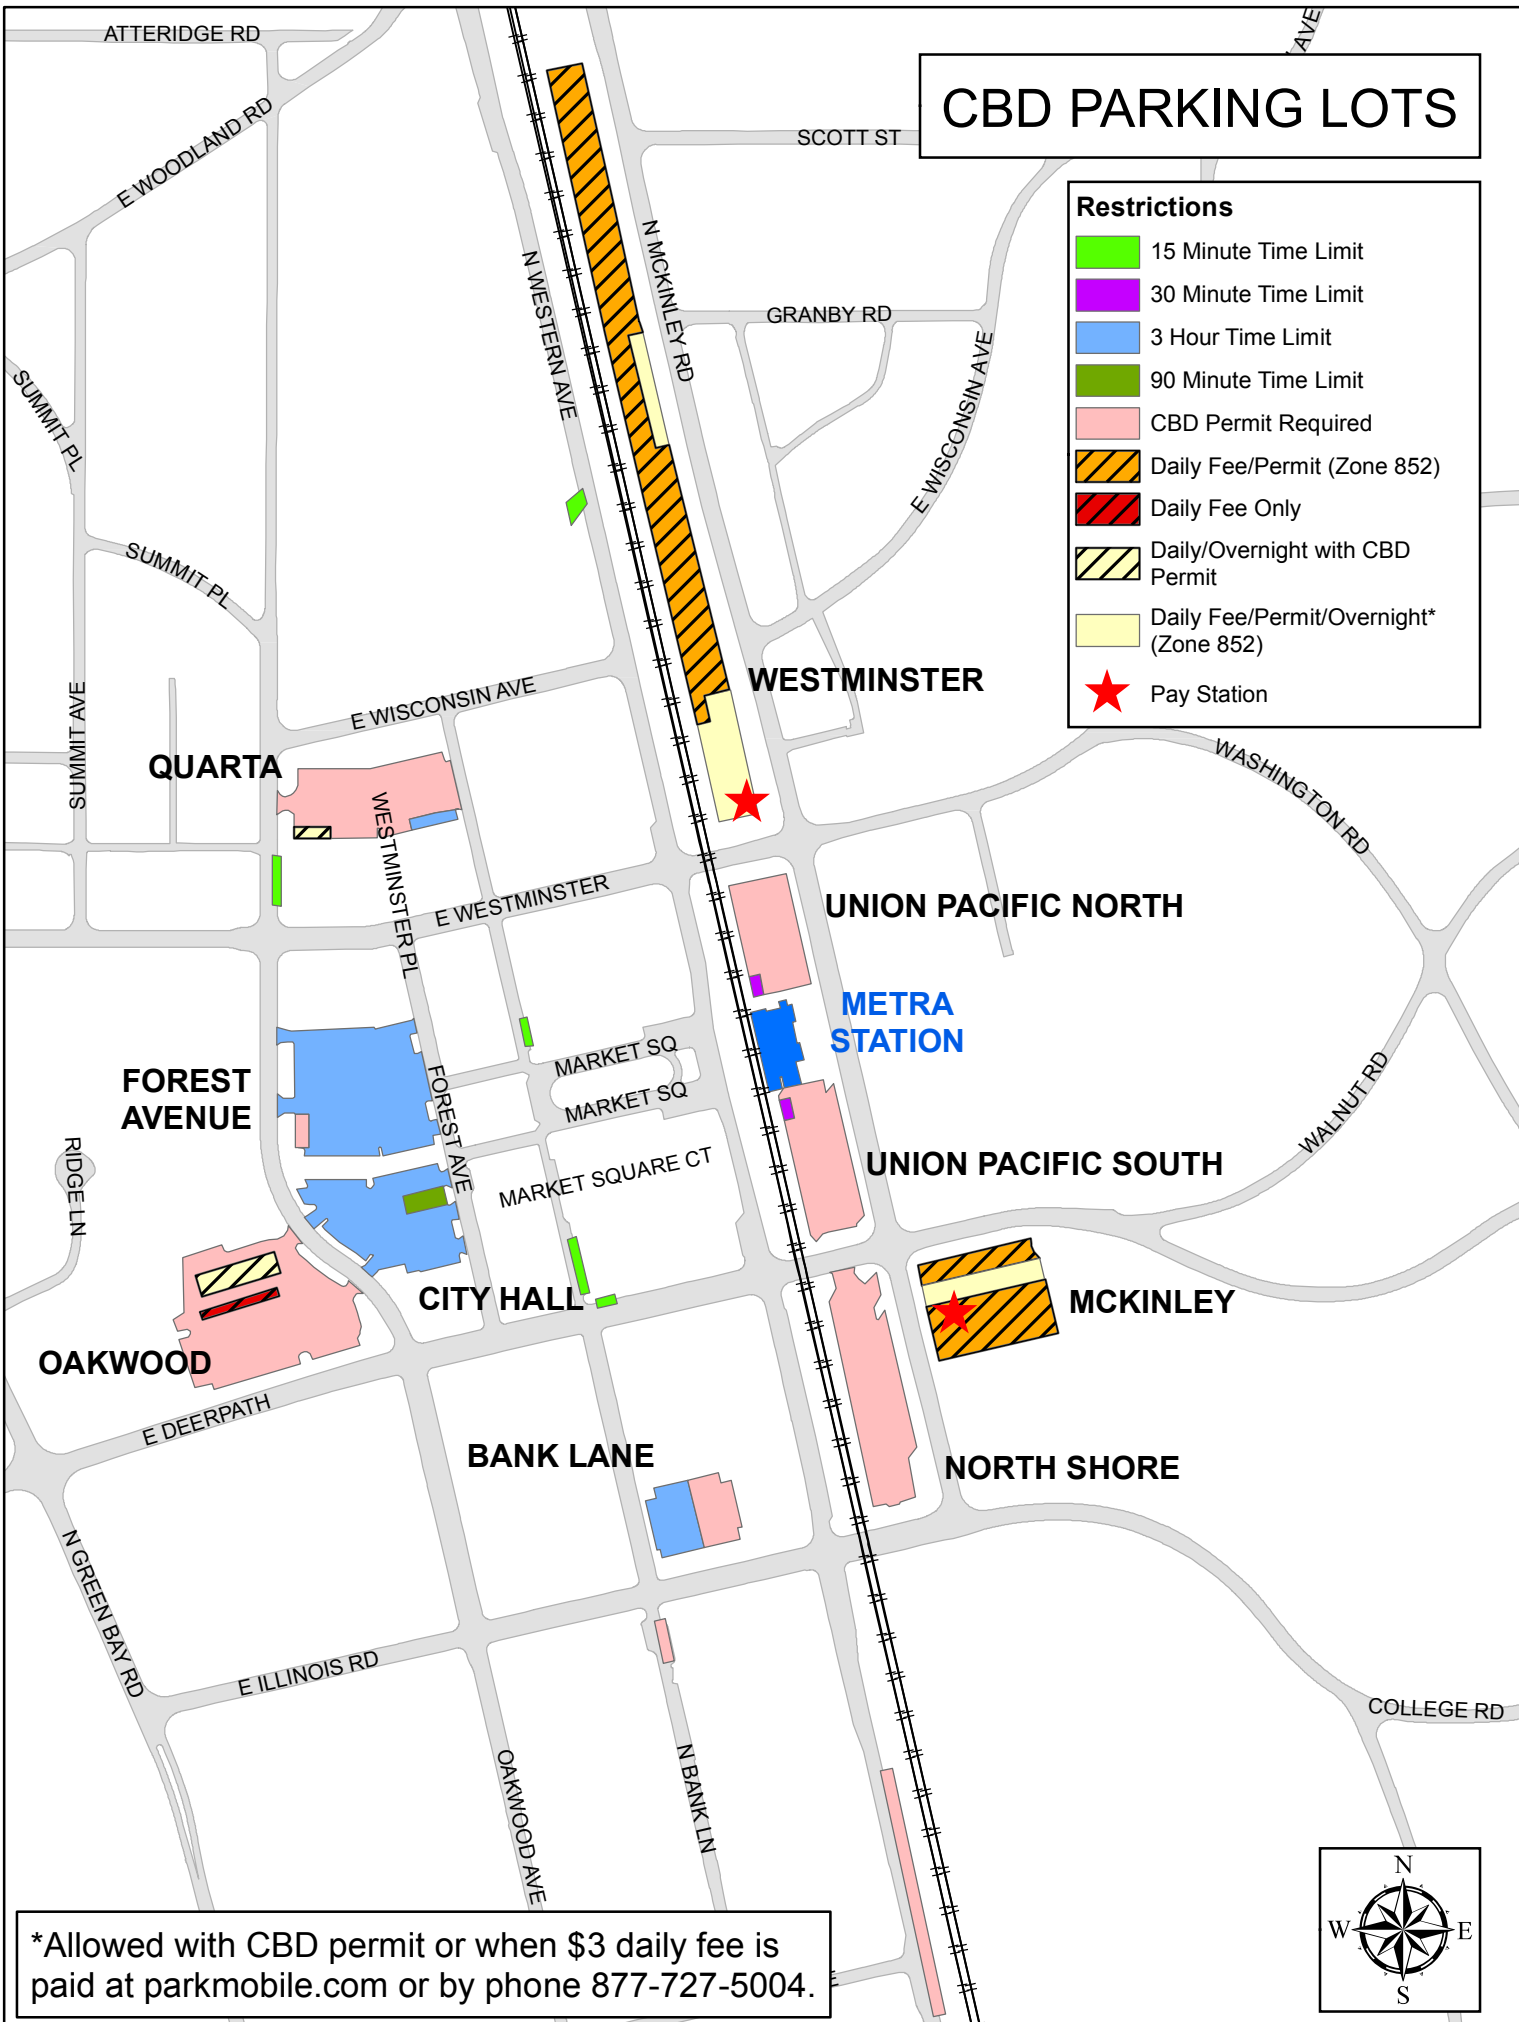 ATTERIDGE RD
AVE
CBD PARKING LOTS
SCOTT ST
E WOODLAND RD
Restrictions
15 Minute Time Limit
30 Minute Time Limit
3 Hour Time Limit
90 Minute Time Limit
CBD Permit Required
Daily Fee/Permit (Zone 852)
Daily Fee Only
Daily/Overnight with CBD
Permit
Daily Fee/Permit/Overnight*
(Zone 852)
Pay Station
N MCKINLEY RD
N WESTERN AVE
GRANBY RD
E WISCONSIN AVE
SUMMIT PL
SUMMIT PL
SUMMIT AVE
E WISCONSIN AVE
WESTMINSTER
QUARTA
WESTMINSTER PL
WASHINGTON RD
E WESTMINSTER
UNION PACIFIC NORTH
METRA
STATION
MARKET SQ
MARKET SQ
FOREST
AVENUE
FOREST AVE
RIDGE LN
MARKET SQUARE CT
WALNUT RD
UNION PACIFIC SOUTH
CITY HALL
MCKINLEY
OAKWOOD
E DEERPATH
BANK LANE
NORTH SHORE
N GREEN BAY RD
E ILLINOIS RD
COLLEGE RD
OAKWOOD AVE
N BANK LN
N
W
E
S
*Allowed with CBD permit or when $3 daily fee is
paid at parkmobile.com or by phone 877-727-5004.